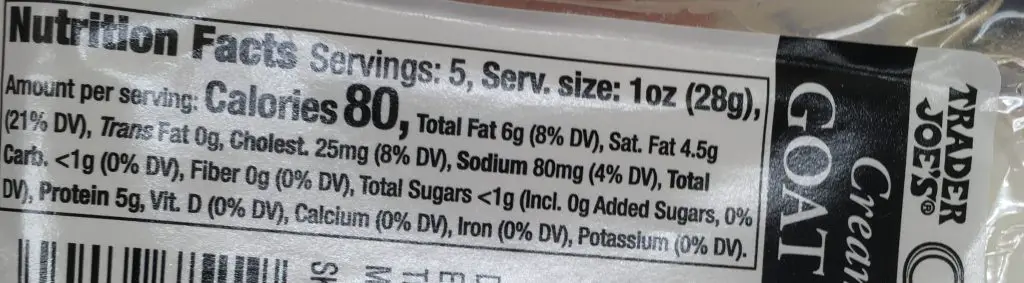 Nutrition Facts Servings: 5, Serv. size: 1oz (28g),
Amount per serving: Calories 80, Total Fat 6g (8% DV), Sat. Fat 4.5g
(21% DV), Trans Fat 0g, Cholest. 25mg (8% DV), Sodium 80mg (4% DV), Total
Carb. <1g (0% DV), Fiber 0g (0% DV), Total Sugars <1g (Incl. 0g Added Sugars, 0%
DV), Protein 5g, Vit. D (0% DV), Calcium (0% DV), Iron (0% DV), Potassium (0% DV).
TRADER
JOE'S®
GOAT